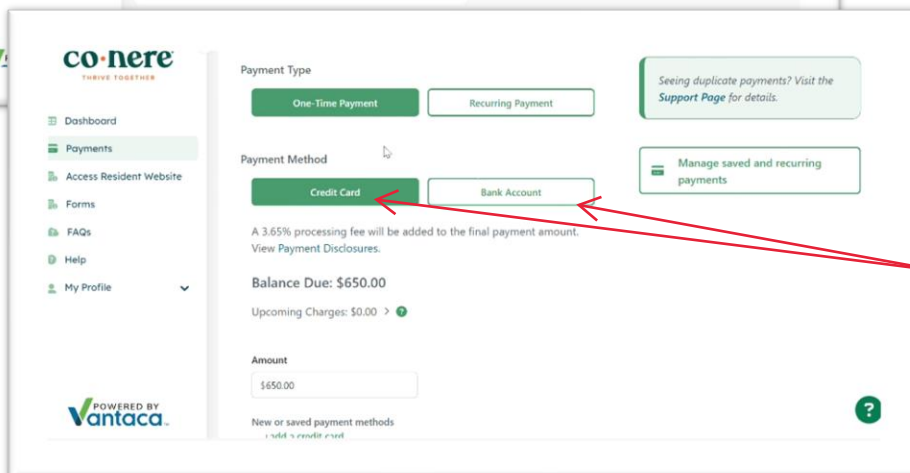 co·nere
THRIVE TOGETHER
Dashboard
Payments
Access Resident Website
Forms
FAQs
Help
My Profile
POWERED BY
Vantaca
Payment Type
One-Time Payment
Recurring Payment
Payment Method
Credit Card
Bank Account
A 3.65% processing fee will be added to the final payment amount.
View Payment Disclosures.
Balance Due: $650.00
Upcoming Charges: $0.00 > ?
Amount
$650.00
New or saved payment methods
add a credit card
Seeing duplicate payments? Visit the
Support Page for details.
Manage saved and recurring
payments
?